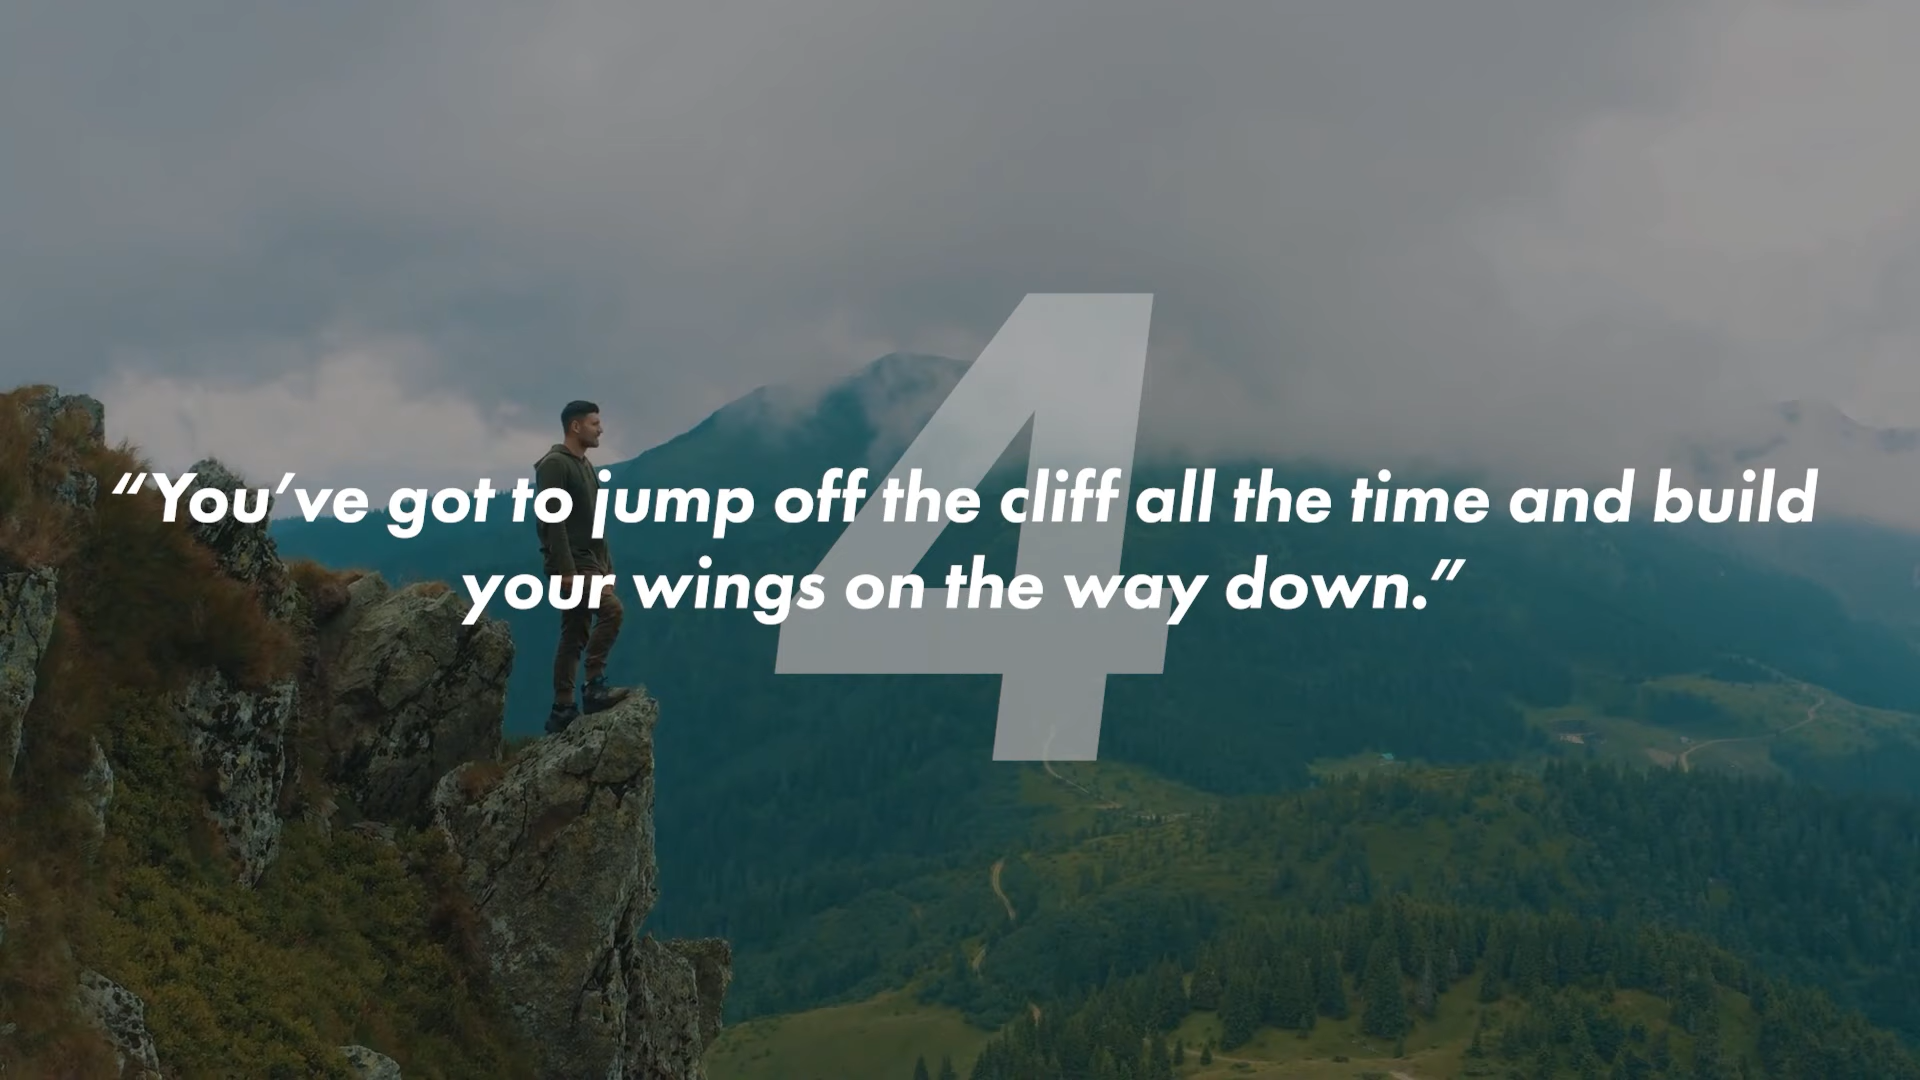 4
“You’ve got to jump off the cliff all the time and build
your wings on the way down.”